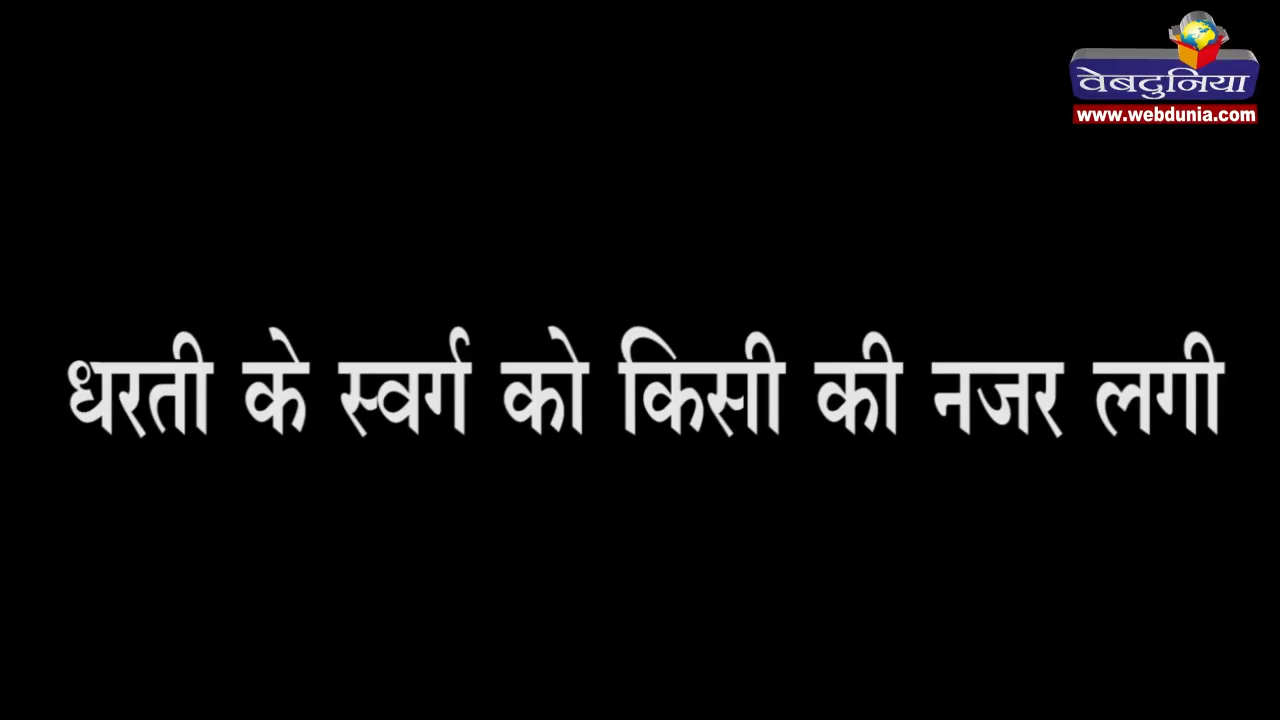 वेबदुनिया
www.webdunia.com
धरती के स्वर्ग को किसी की नजर लगी